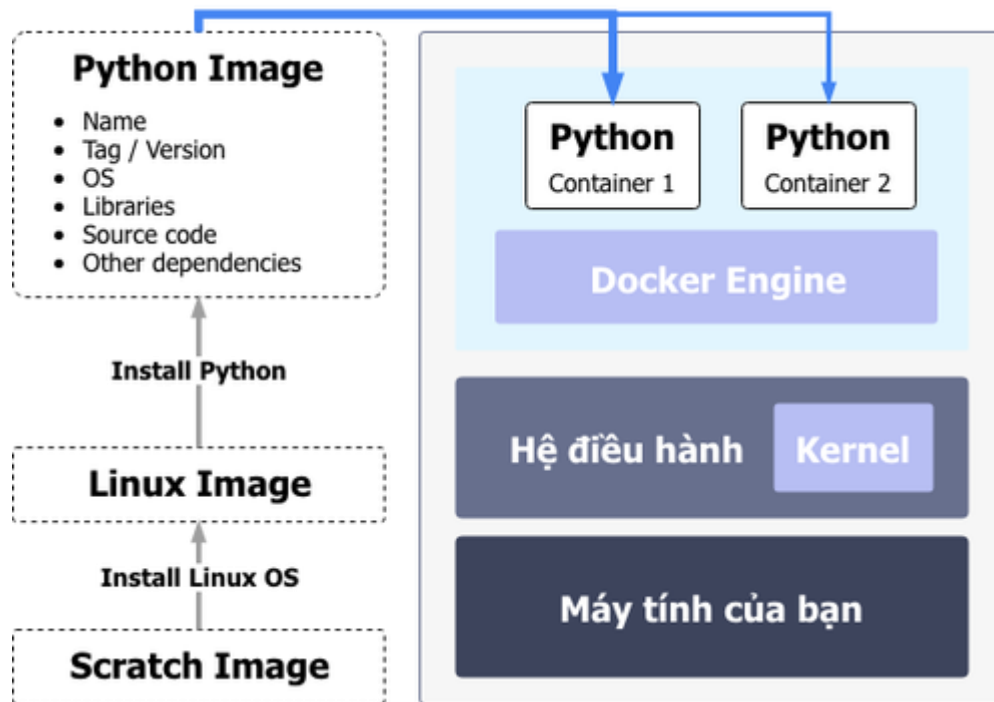 Python Image
• Name
• Tag / Version
• OS
• Libraries
• Source code
• Other dependencies
Install Python
Linux Image
Install Linux OS
Scratch Image
Python
Container 1
Python
Container 2
Docker Engine
Hệ điều hành
Kernel
Máy tính của bạn